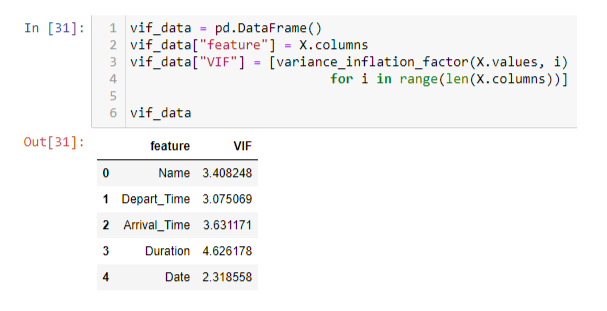 In [31]:
1 vif_data = pd.DataFrame()
2 vif_data["feature"] = X.columns
3 vif_data["VIF"] = [variance_inflation_factor(X.values, i)
4                           for i in range(len(X.columns))]
5
6 vif_data
Out[31]:
feature VIF
0 Name 3.408248
1 Depart_Time 3.075069
2 Arrival_Time 3.631171
3 Duration 4.626178
4 Date 2.318558